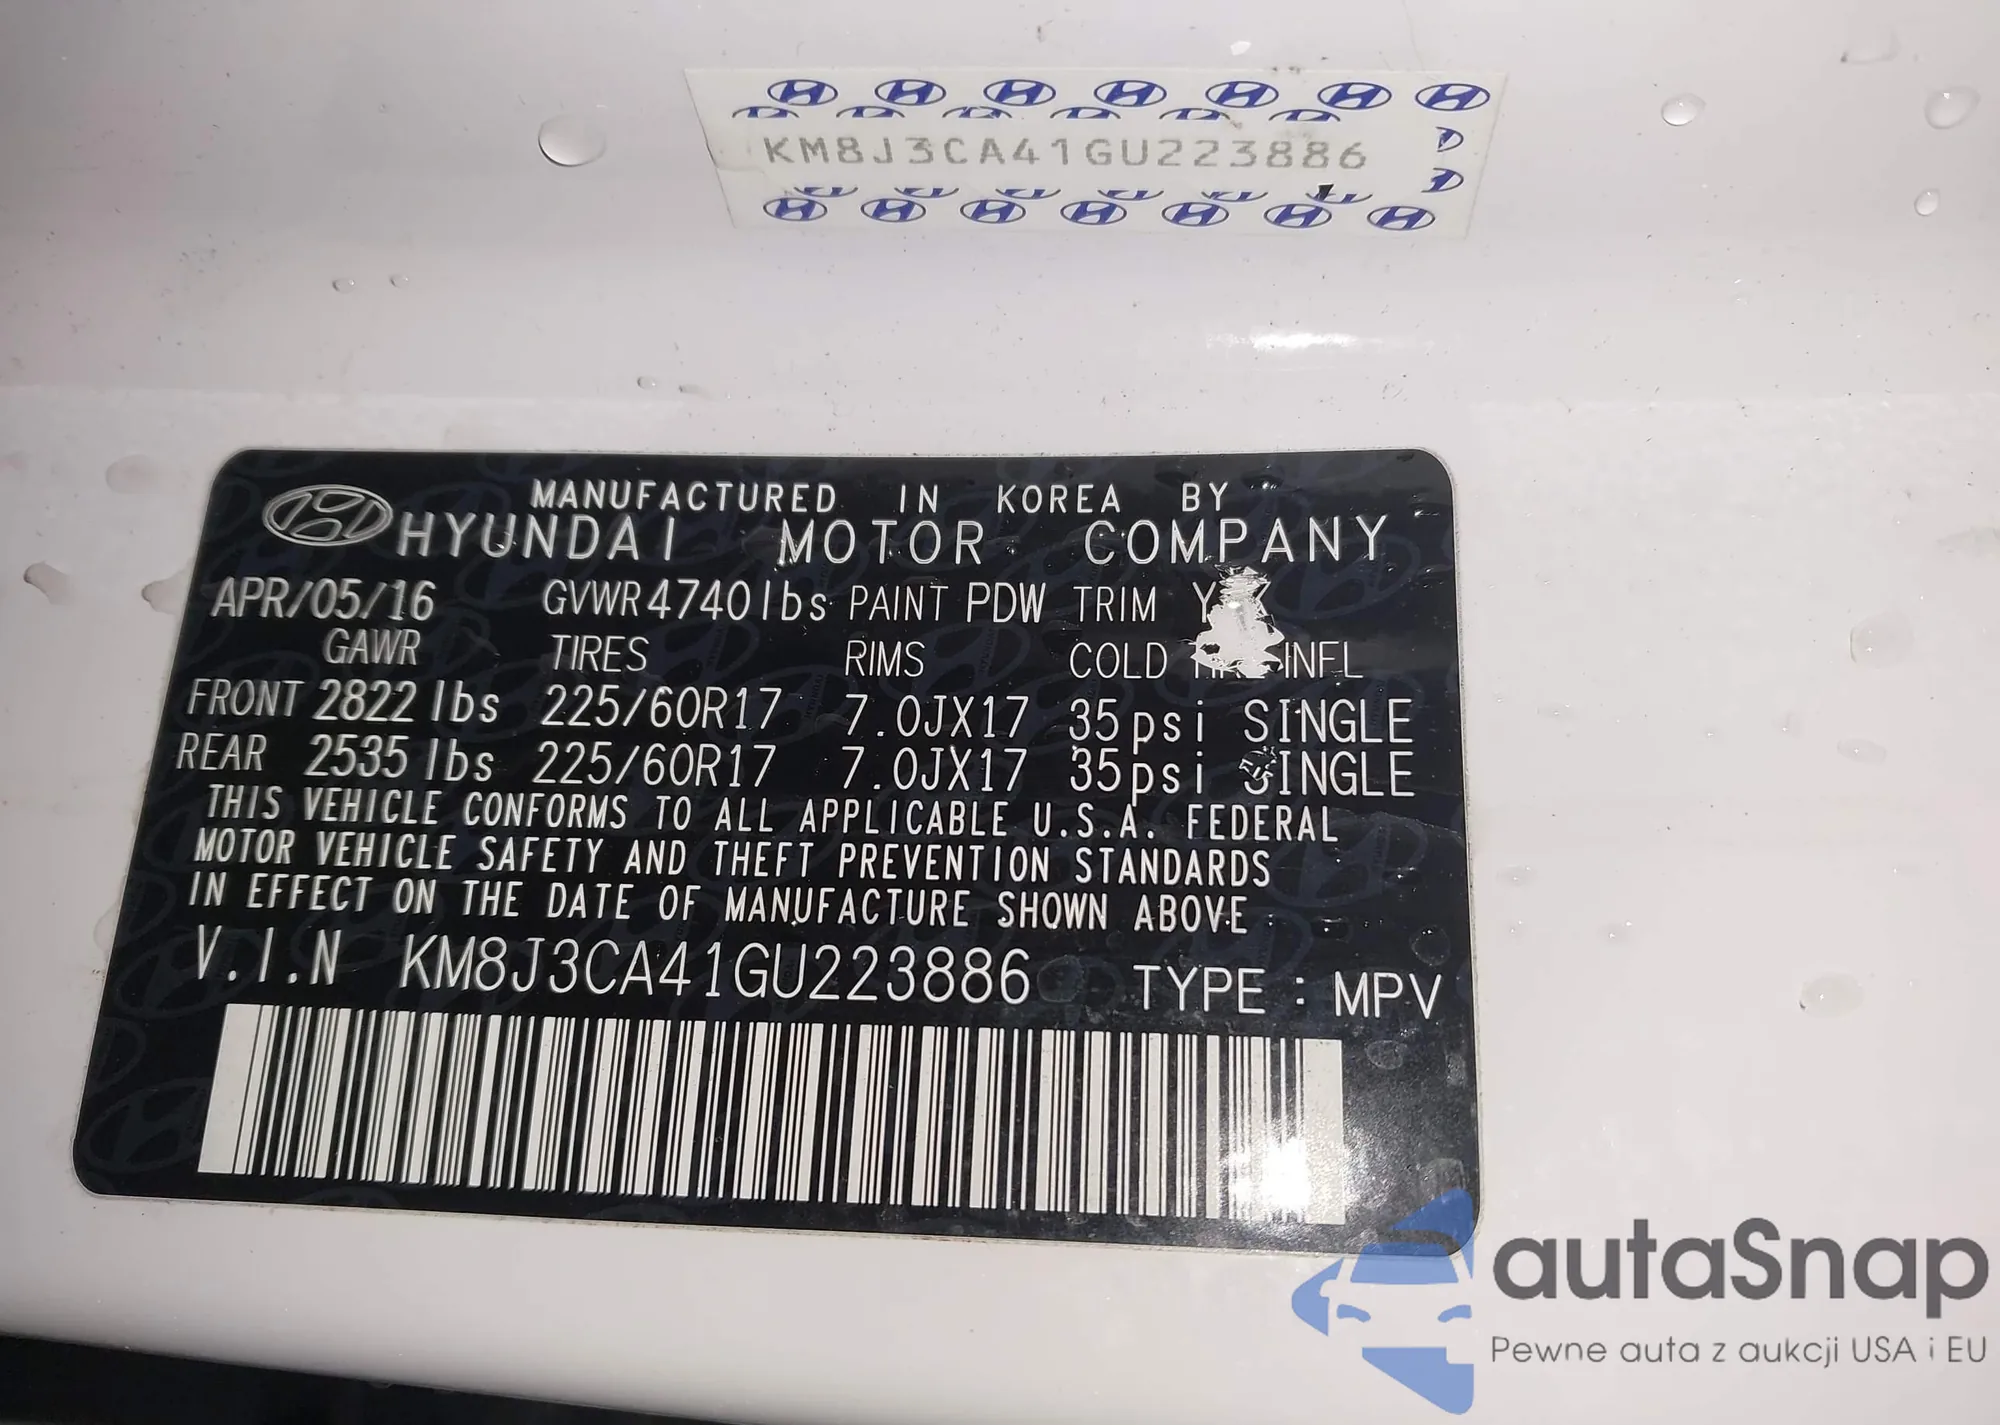 KM8J3CA41GU223886
MANUFACTURED IN KOREA BY
HYUNDAI MOTOR COMPANY
APR/05/16 GVWR 4740lbs PAINT PDW TRIM
GAWR TIRES RIMS COLD INFL
FRONT 2822 lbs 225/60R17 7.0JX17 35psi SINGLE
REAR 2535 lbs 225/60R17 7.0JX17 35psi SINGLE
THIS VEHICLE CONFORMS TO ALL APPLICABLE U.S.A. FEDERAL
MOTOR VEHICLE SAFETY AND THEFT PREVENTION STANDARDS
IN EFFECT ON THE DATE OF MANUFACTURE SHOWN ABOVE
V.I.N KM8J3CA41GU223886 TYPE : MPV
autaSnap
Pewne auta z aukcji USA i EU